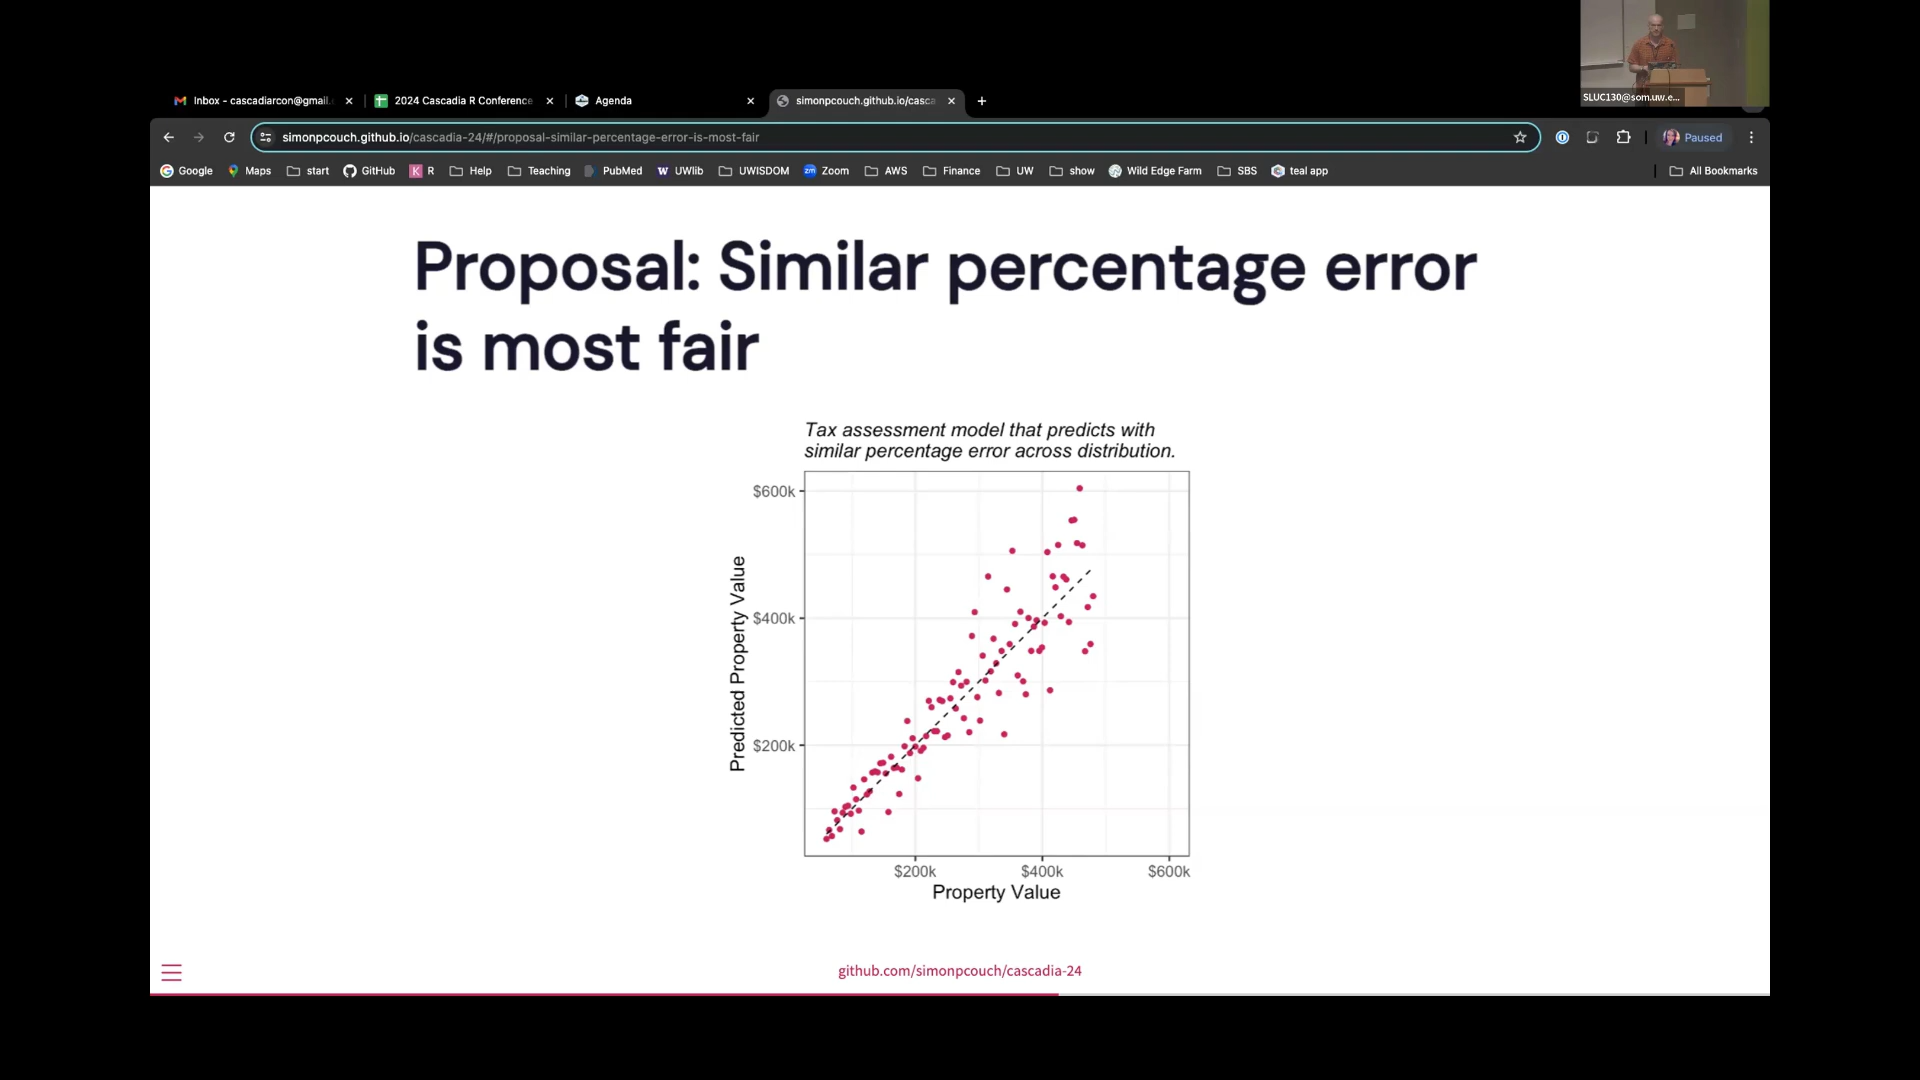 SLUC130@som.uw.e...
Inbox - cascadiarcon@gmail.
2024 Cascadia R Conference
Agenda
simonpcouch.github.io/casca
simonpcouch.github.io/cascadia-24/#/proposal-similar-percentage-error-is-most-fair
Paused
Google
Maps
start
GitHub
K R
Help
Teaching
PubMed
W UWlib
UWISDOM
zm Zoom
AWS
Finance
UW
show
Wild Edge Farm
SBS
teal app
All Bookmarks
Proposal: Similar percentage error
is most fair
Tax assessment model that predicts with
similar percentage error across distribution.
Predicted Property Value
$600k
$400k
$200k
$200k $400k $600k
Property Value
github.com/simonpcouch/cascadia-24